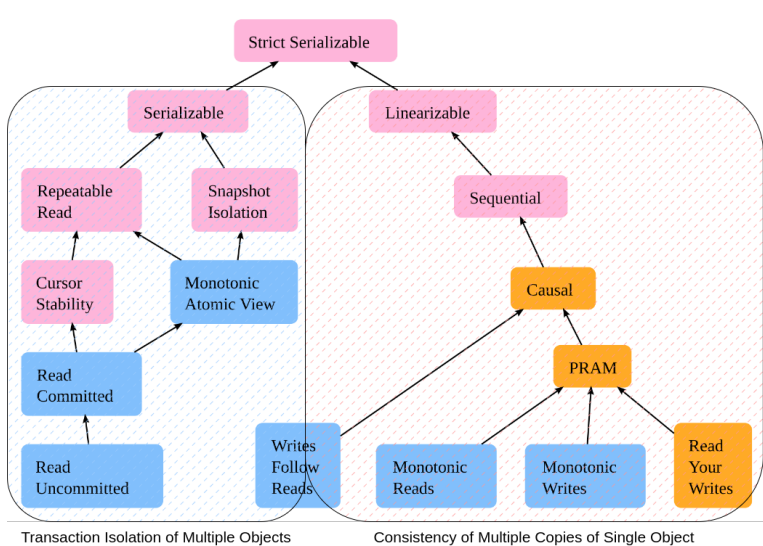 Strict Serializable
Serializable
Linearizable
Repeatable
Read
Snapshot
Isolation
Sequential
Cursor
Stability
Monotonic
Atomic View
Causal
Read
Committed
PRAM
Writes
Follow
Reads
Read
Your
Writes
Read
Uncommitted
Monotonic
Reads
Monotonic
Writes
Transaction Isolation of Multiple Objects
Consistency of Multiple Copies of Single Object